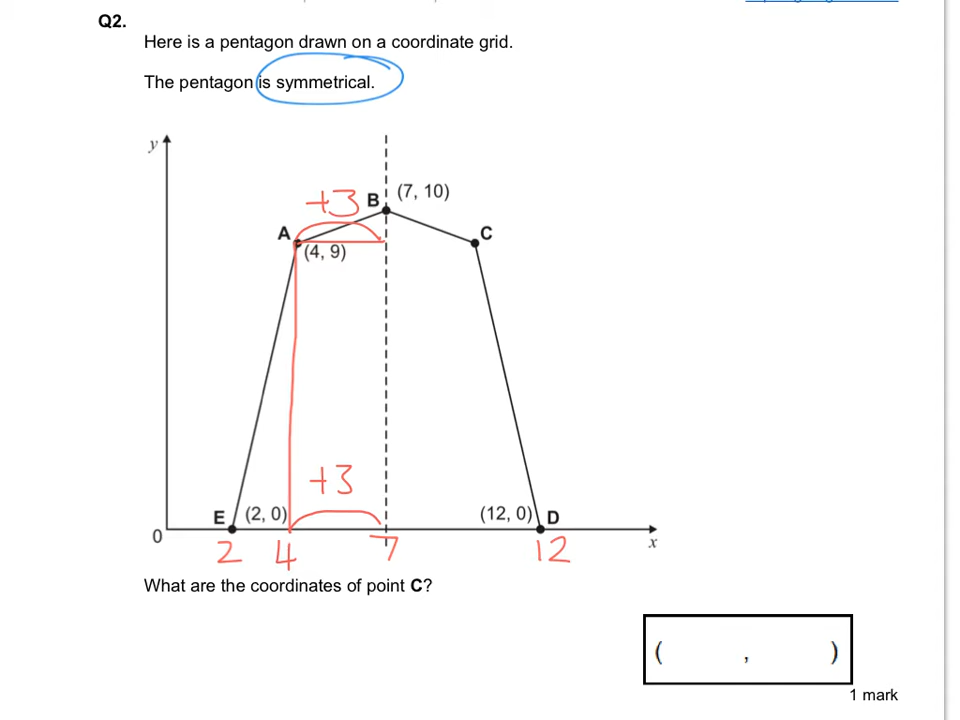 Q2.
Here is a pentagon drawn on a coordinate grid.
The pentagon is symmetrical.
y
+3 B (7, 10)
A C
(4, 9)
+3
E (2, 0) (12, 0) D
0 x
2 4 7 12
What are the coordinates of point C?
( , )
1 mark